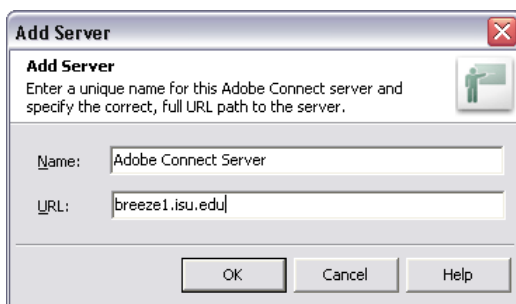 Add Server
Add Server
Enter a unique name for this Adobe Connect server and
specify the correct, full URL path to the server.
Name: Adobe Connect Server
URL: breeze1.isu.edu
OK Cancel Help